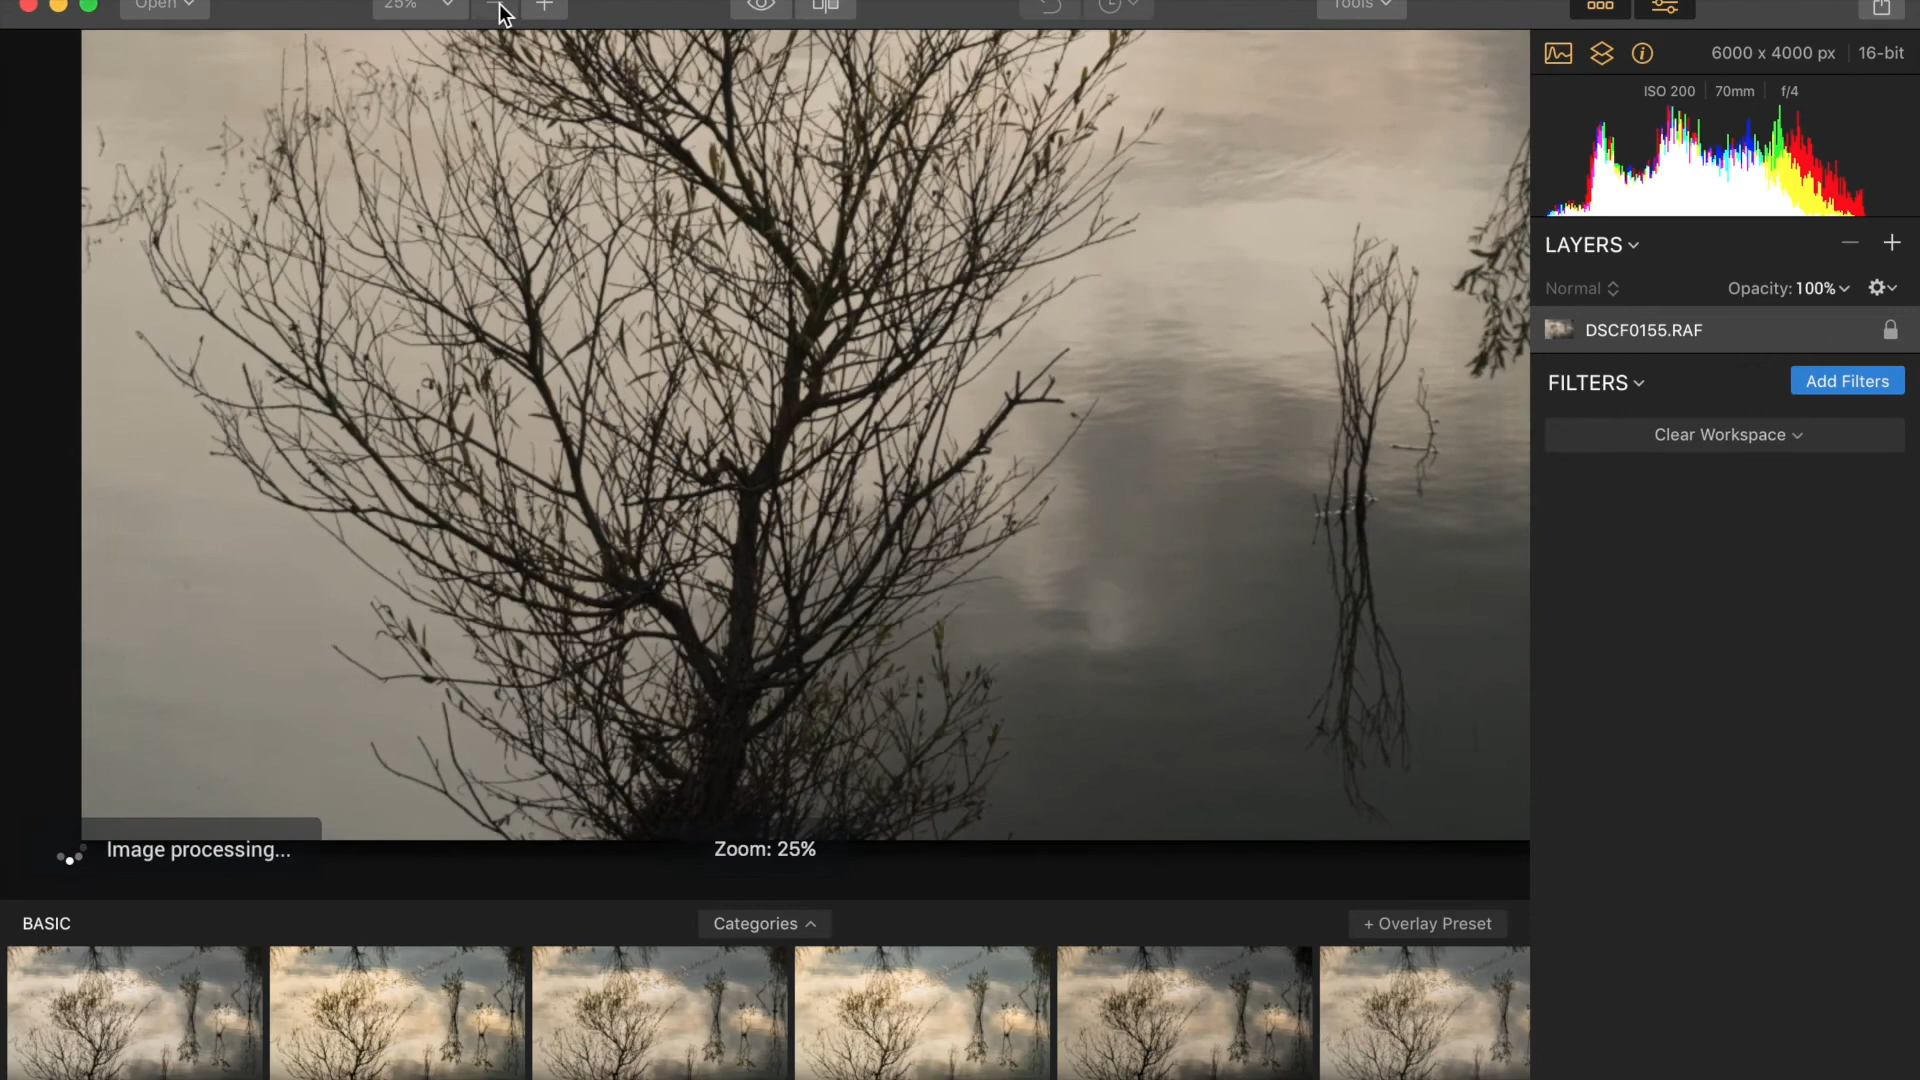 Open
25%
Tools
6000 x 4000 px
16-bit
ISO 200
70mm
f/4
LAYERS
Normal
Opacity: 100%
DSCF0155.RAF
FILTERS
Add Filters
Clear Workspace
Image processing...
Zoom: 25%
BASIC
Categories
+ Overlay Preset